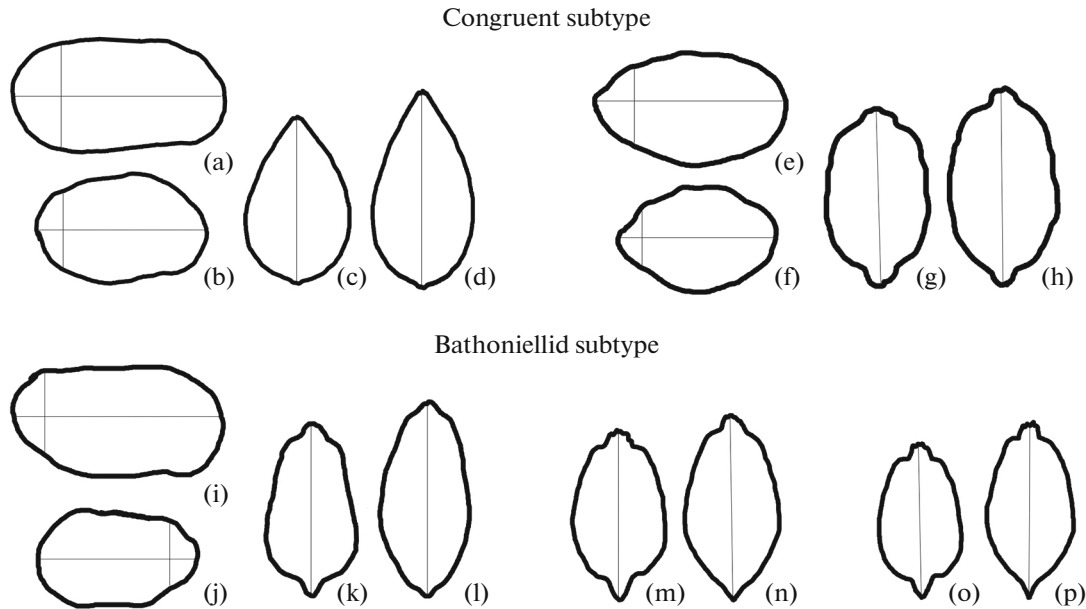 Congruent subtype
(a)
(b)
(c)
(d)
(e)
(f)
(g)
(h)
Bathoniellid subtype
(i)
(j)
(k)
(l)
(m)
(n)
(o)
(p)